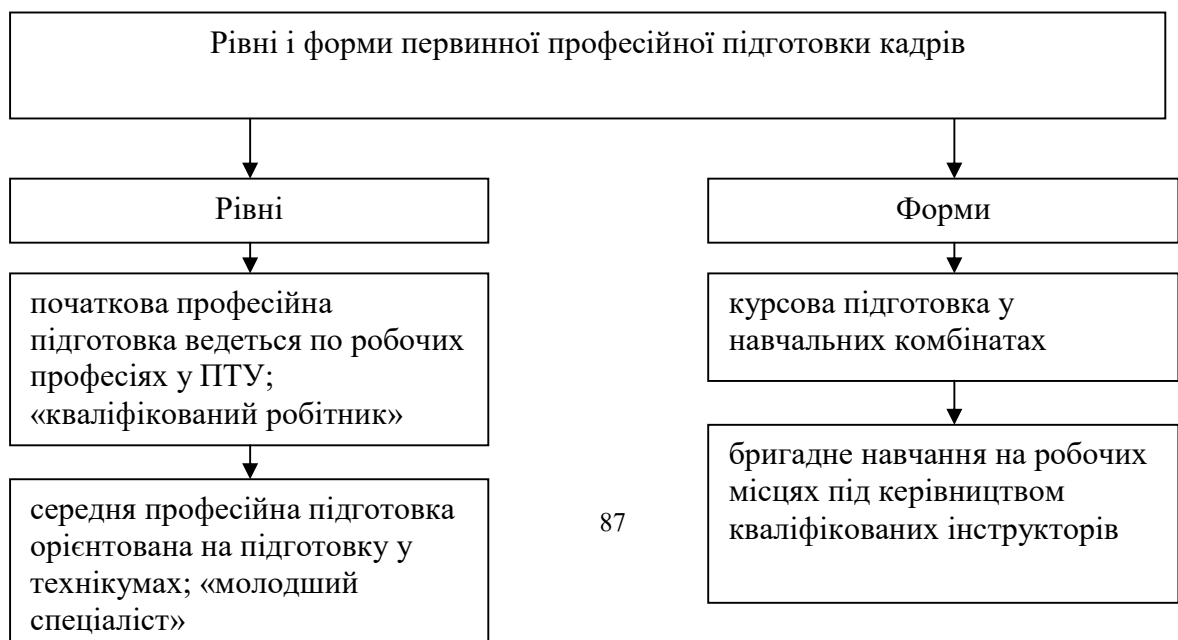 Рівні і форми первинної професійної підготовки кадрів
Рівні
початкова професійна
підготовка ведеться по робочих
професіях у ПТУ;
«кваліфікований робітник»
середня професійна підготовка
орієнтована на підготовку у
технікумах; «молодший
спеціаліст»
Форми
курсова підготовка у
навчальних комбінатах
бригадне навчання на робочих
місцях під керівництвом
кваліфікованих інструкторів
87